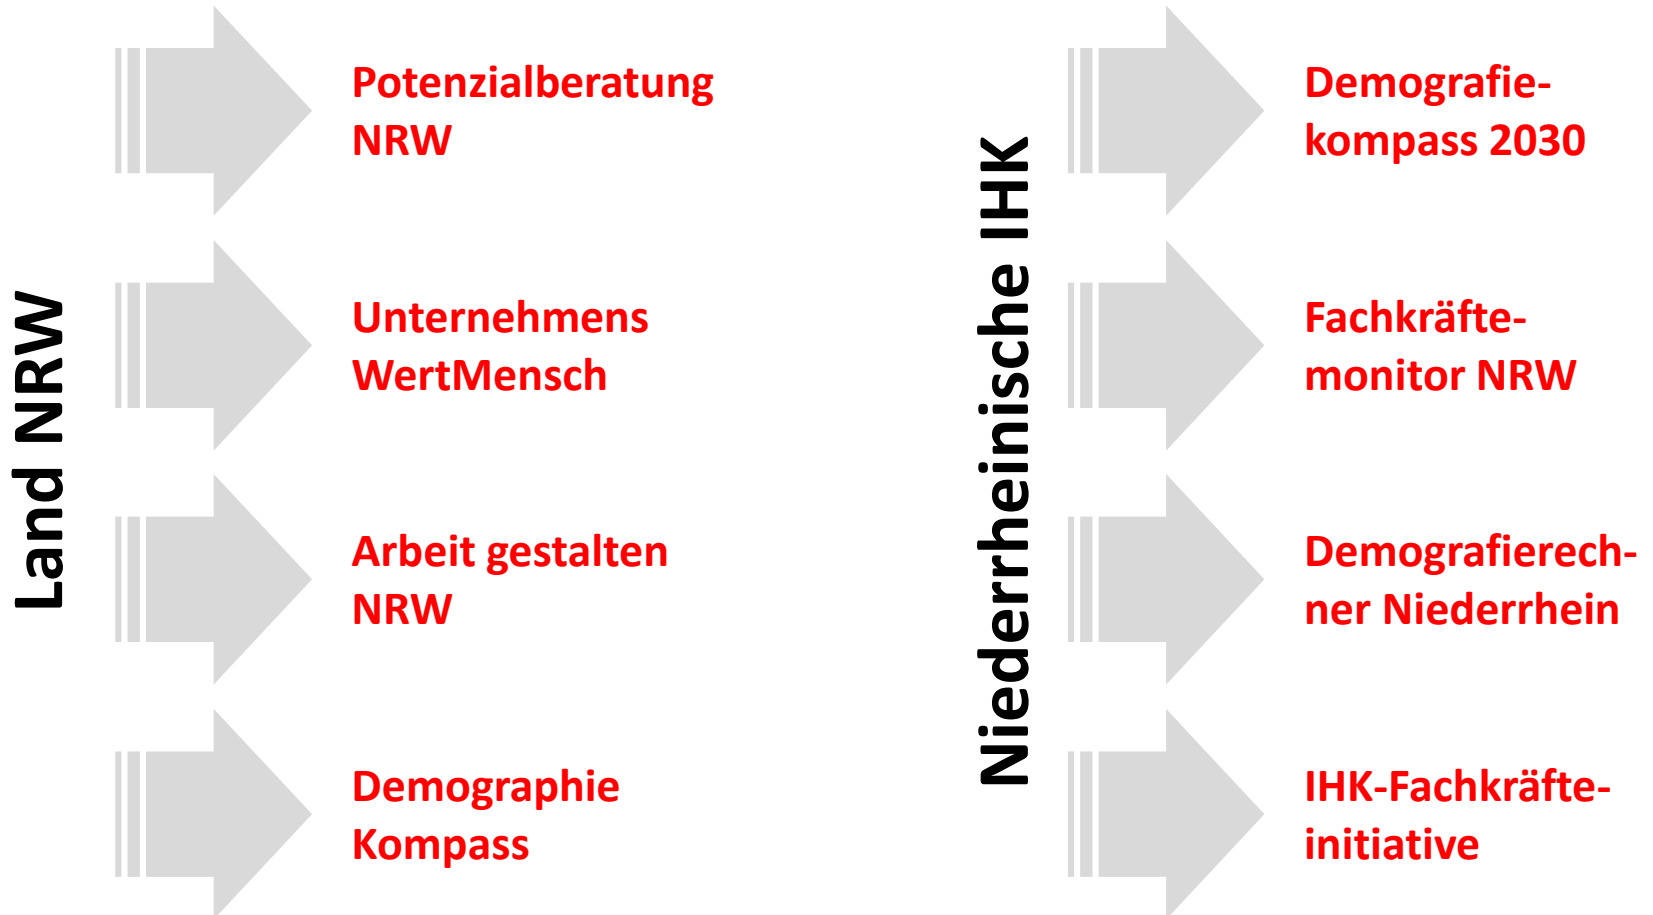 Land NRW
Potenzialberatung
NRW
Unternehmens
WertMensch
Arbeit gestalten
NRW
Demographie
Kompass
Niederrheinische IHK
Demografie-
kompass 2030
Fachkräfte-
monitor NRW
Demografierech-
ner Niederrhein
IHK-Fachkräfte-
initiative